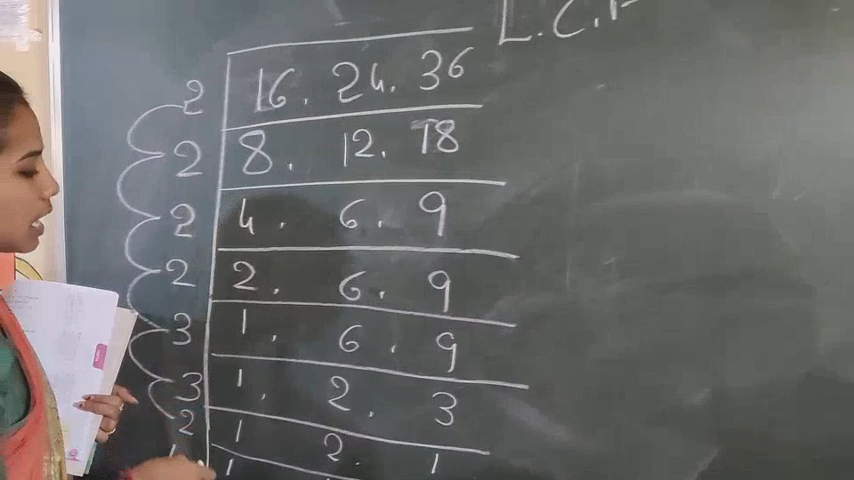 L.C.
2 16. 24. 36
2 8. 12. 18
2 4. 6. 9
2 2. 6. 9
3 1. 6. 9
3 1. 2. 3
2 1 2. 1
1